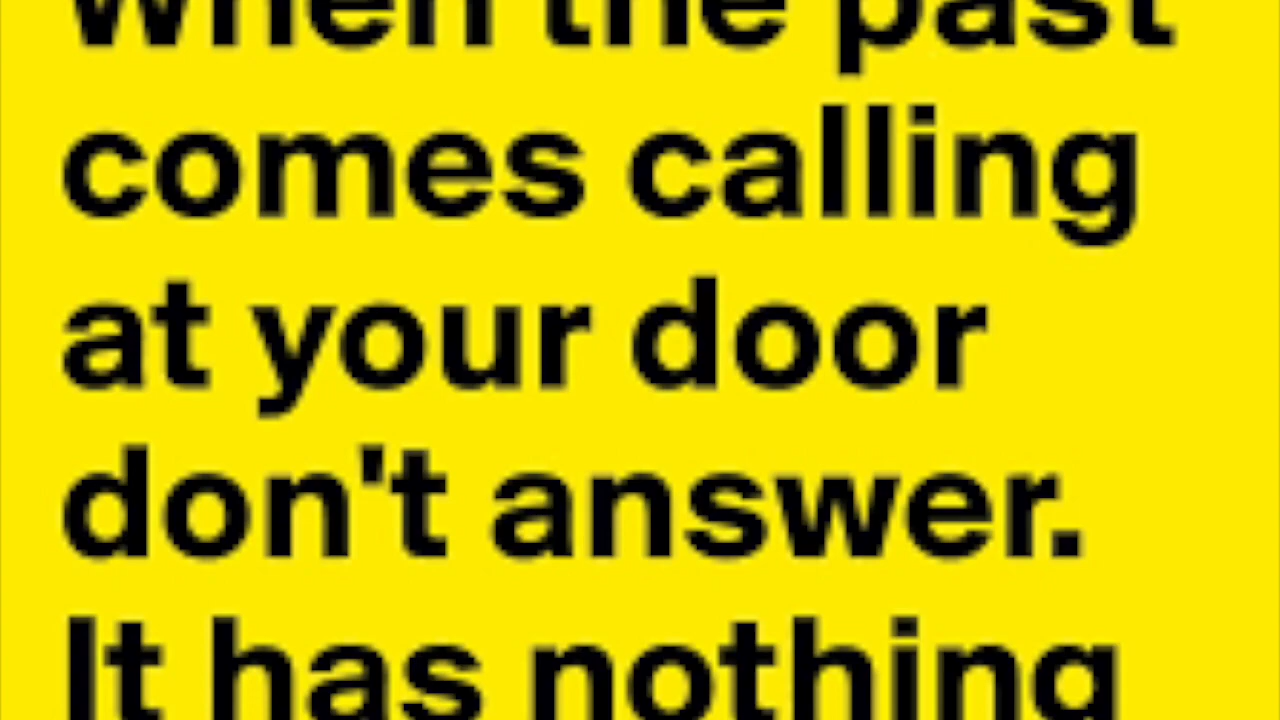 When the past
comes calling
at your door
don't answer.
It has nothing